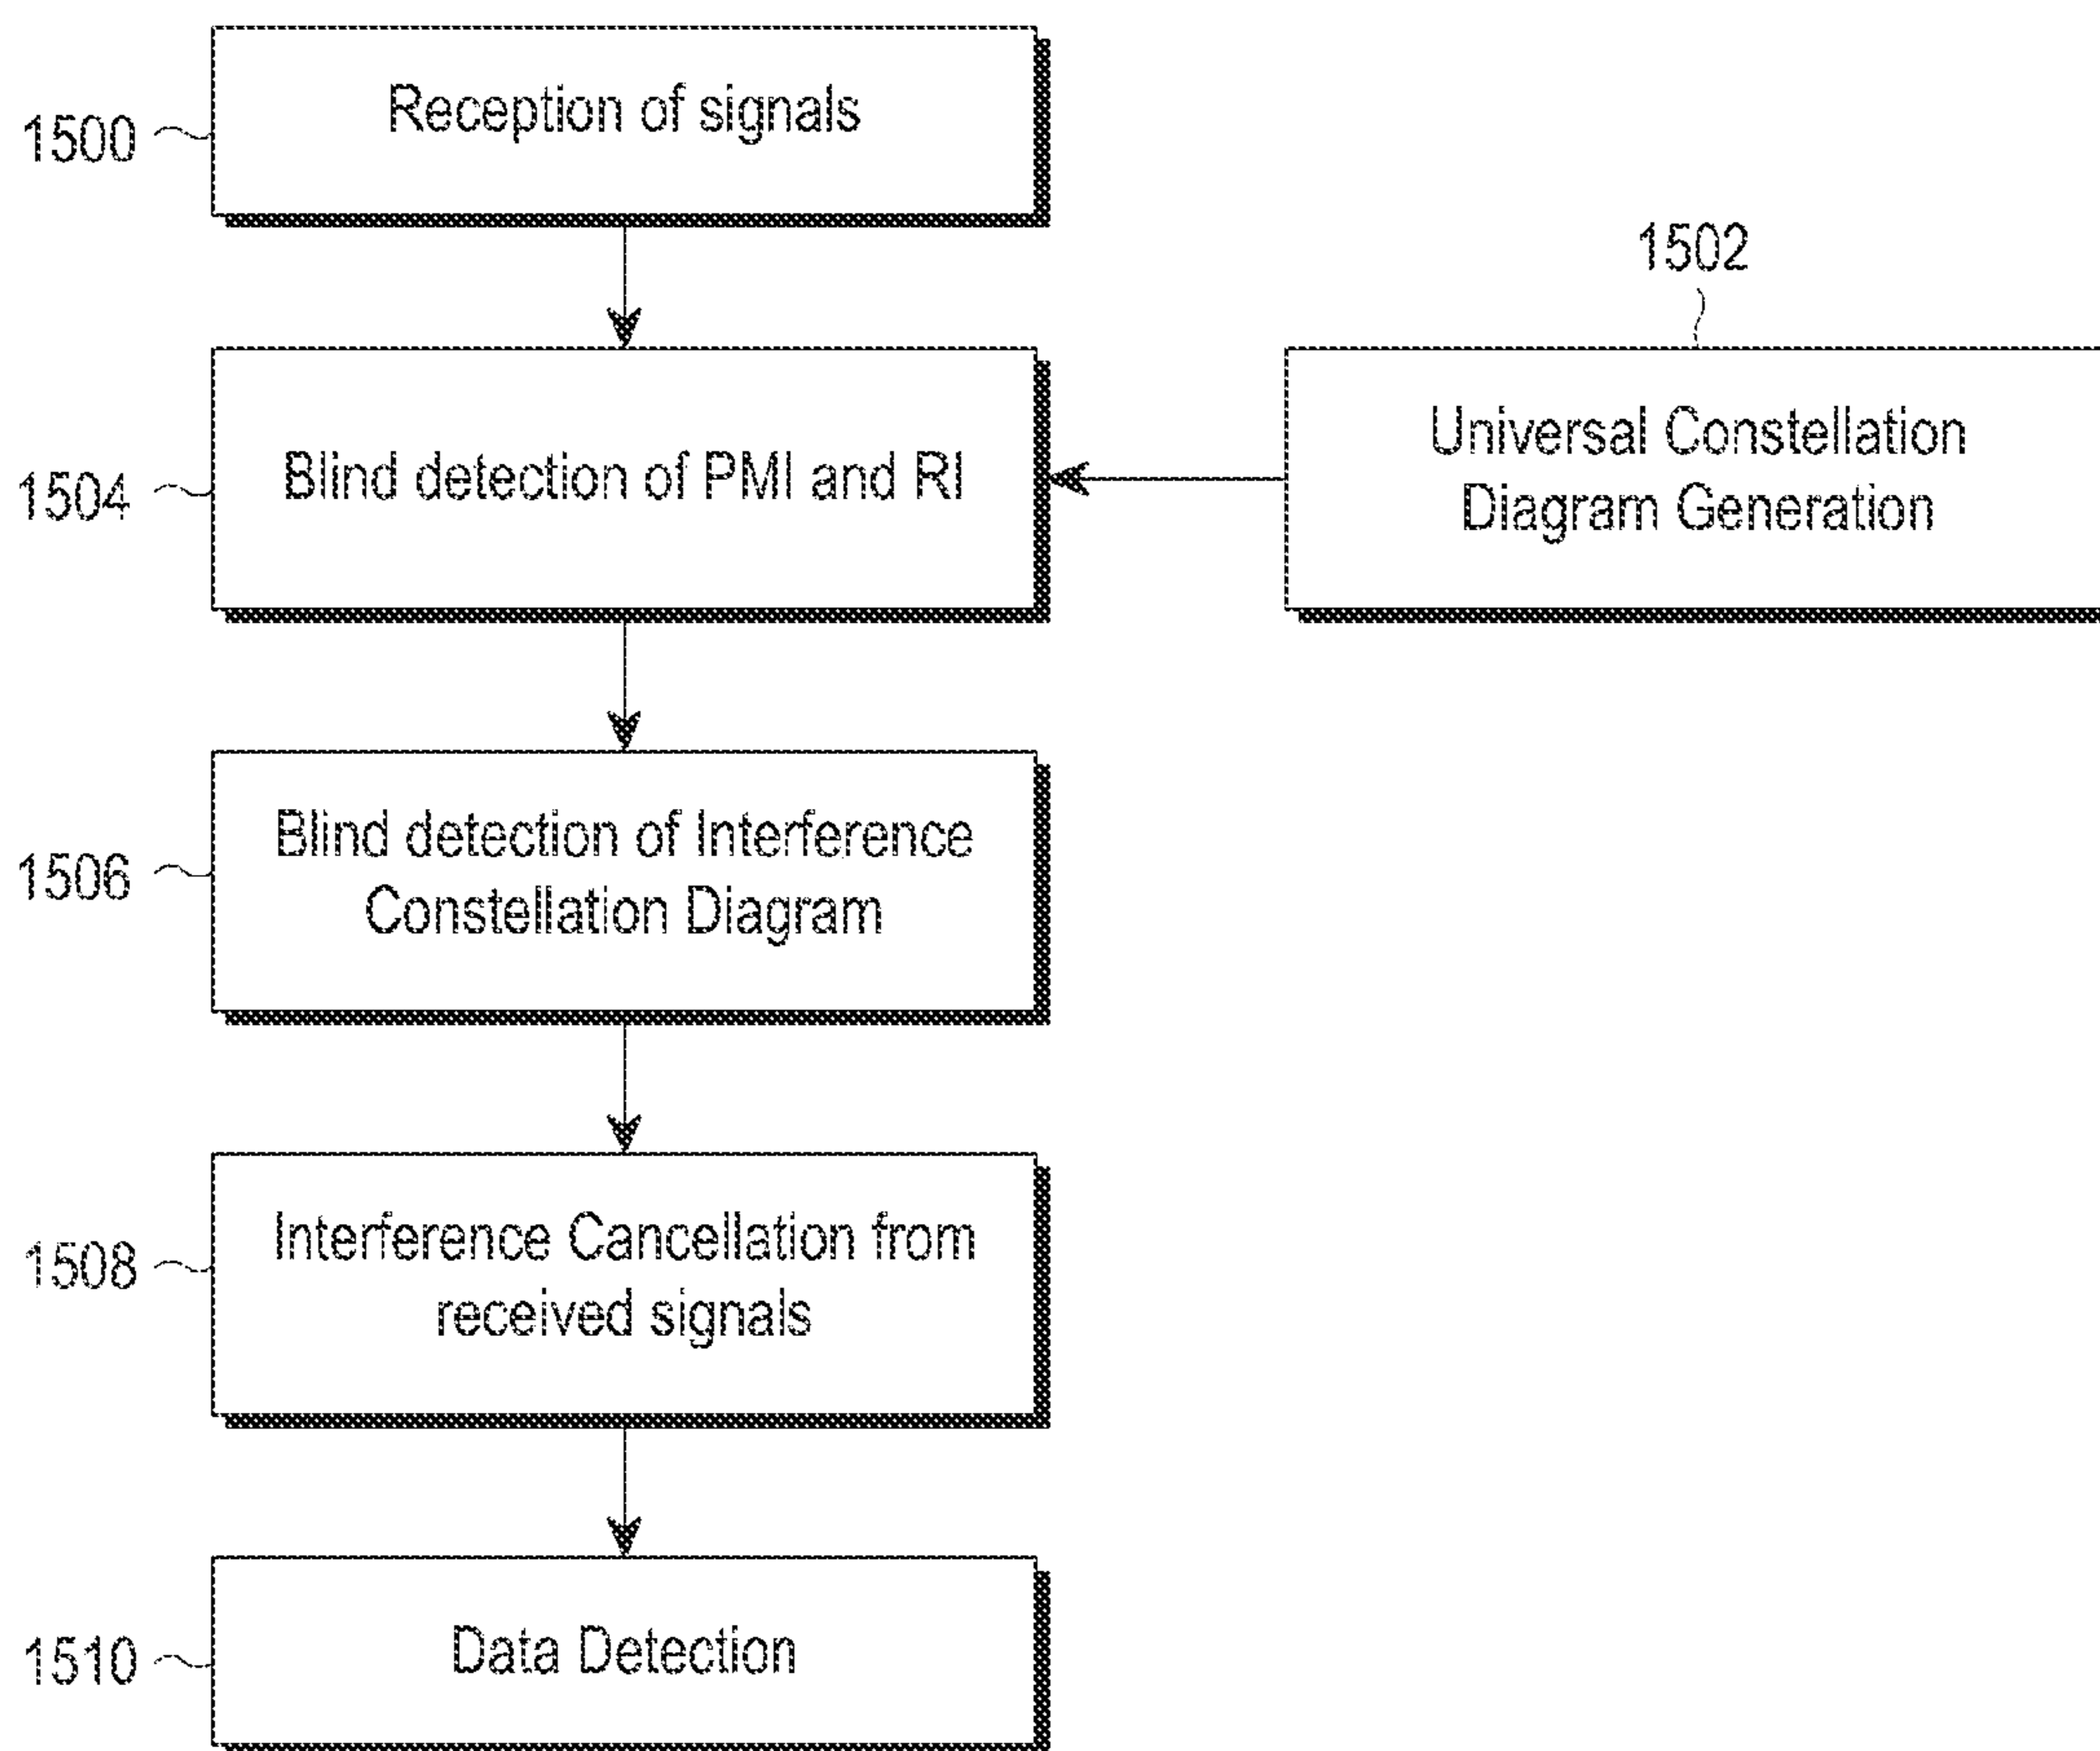 1500
Reception of signals
1502
Universal Constellation
Diagram Generation
1504
Blind detection of PMI and RI
1506
Blind detection of Interference
Constellation Diagram
1508
Interference Cancellation from
received signals
1510
Data Detection